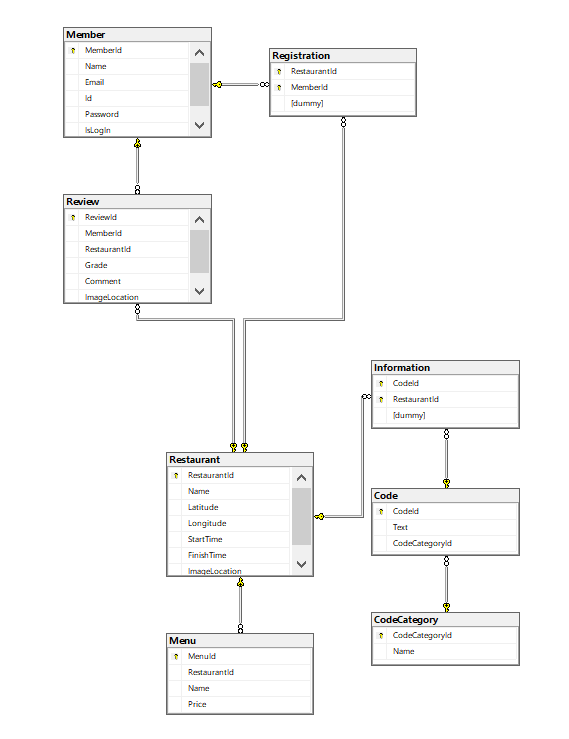 Member
MemberId
Name
Email
Id
Password
IsLogIn
Registration
RestaurantId
MemberId
[dummy]
Review
ReviewId
MemberId
RestaurantId
Grade
Comment
ImageLocation
Information
CodeId
RestaurantId
[dummy]
Restaurant
RestaurantId
Name
Latitude
Longitude
StartTime
FinishTime
ImageLocation
Code
CodeId
Text
CodeCategoryId
CodeCategory
CodeCategoryId
Name
Menu
MenuId
RestaurantId
Name
Price